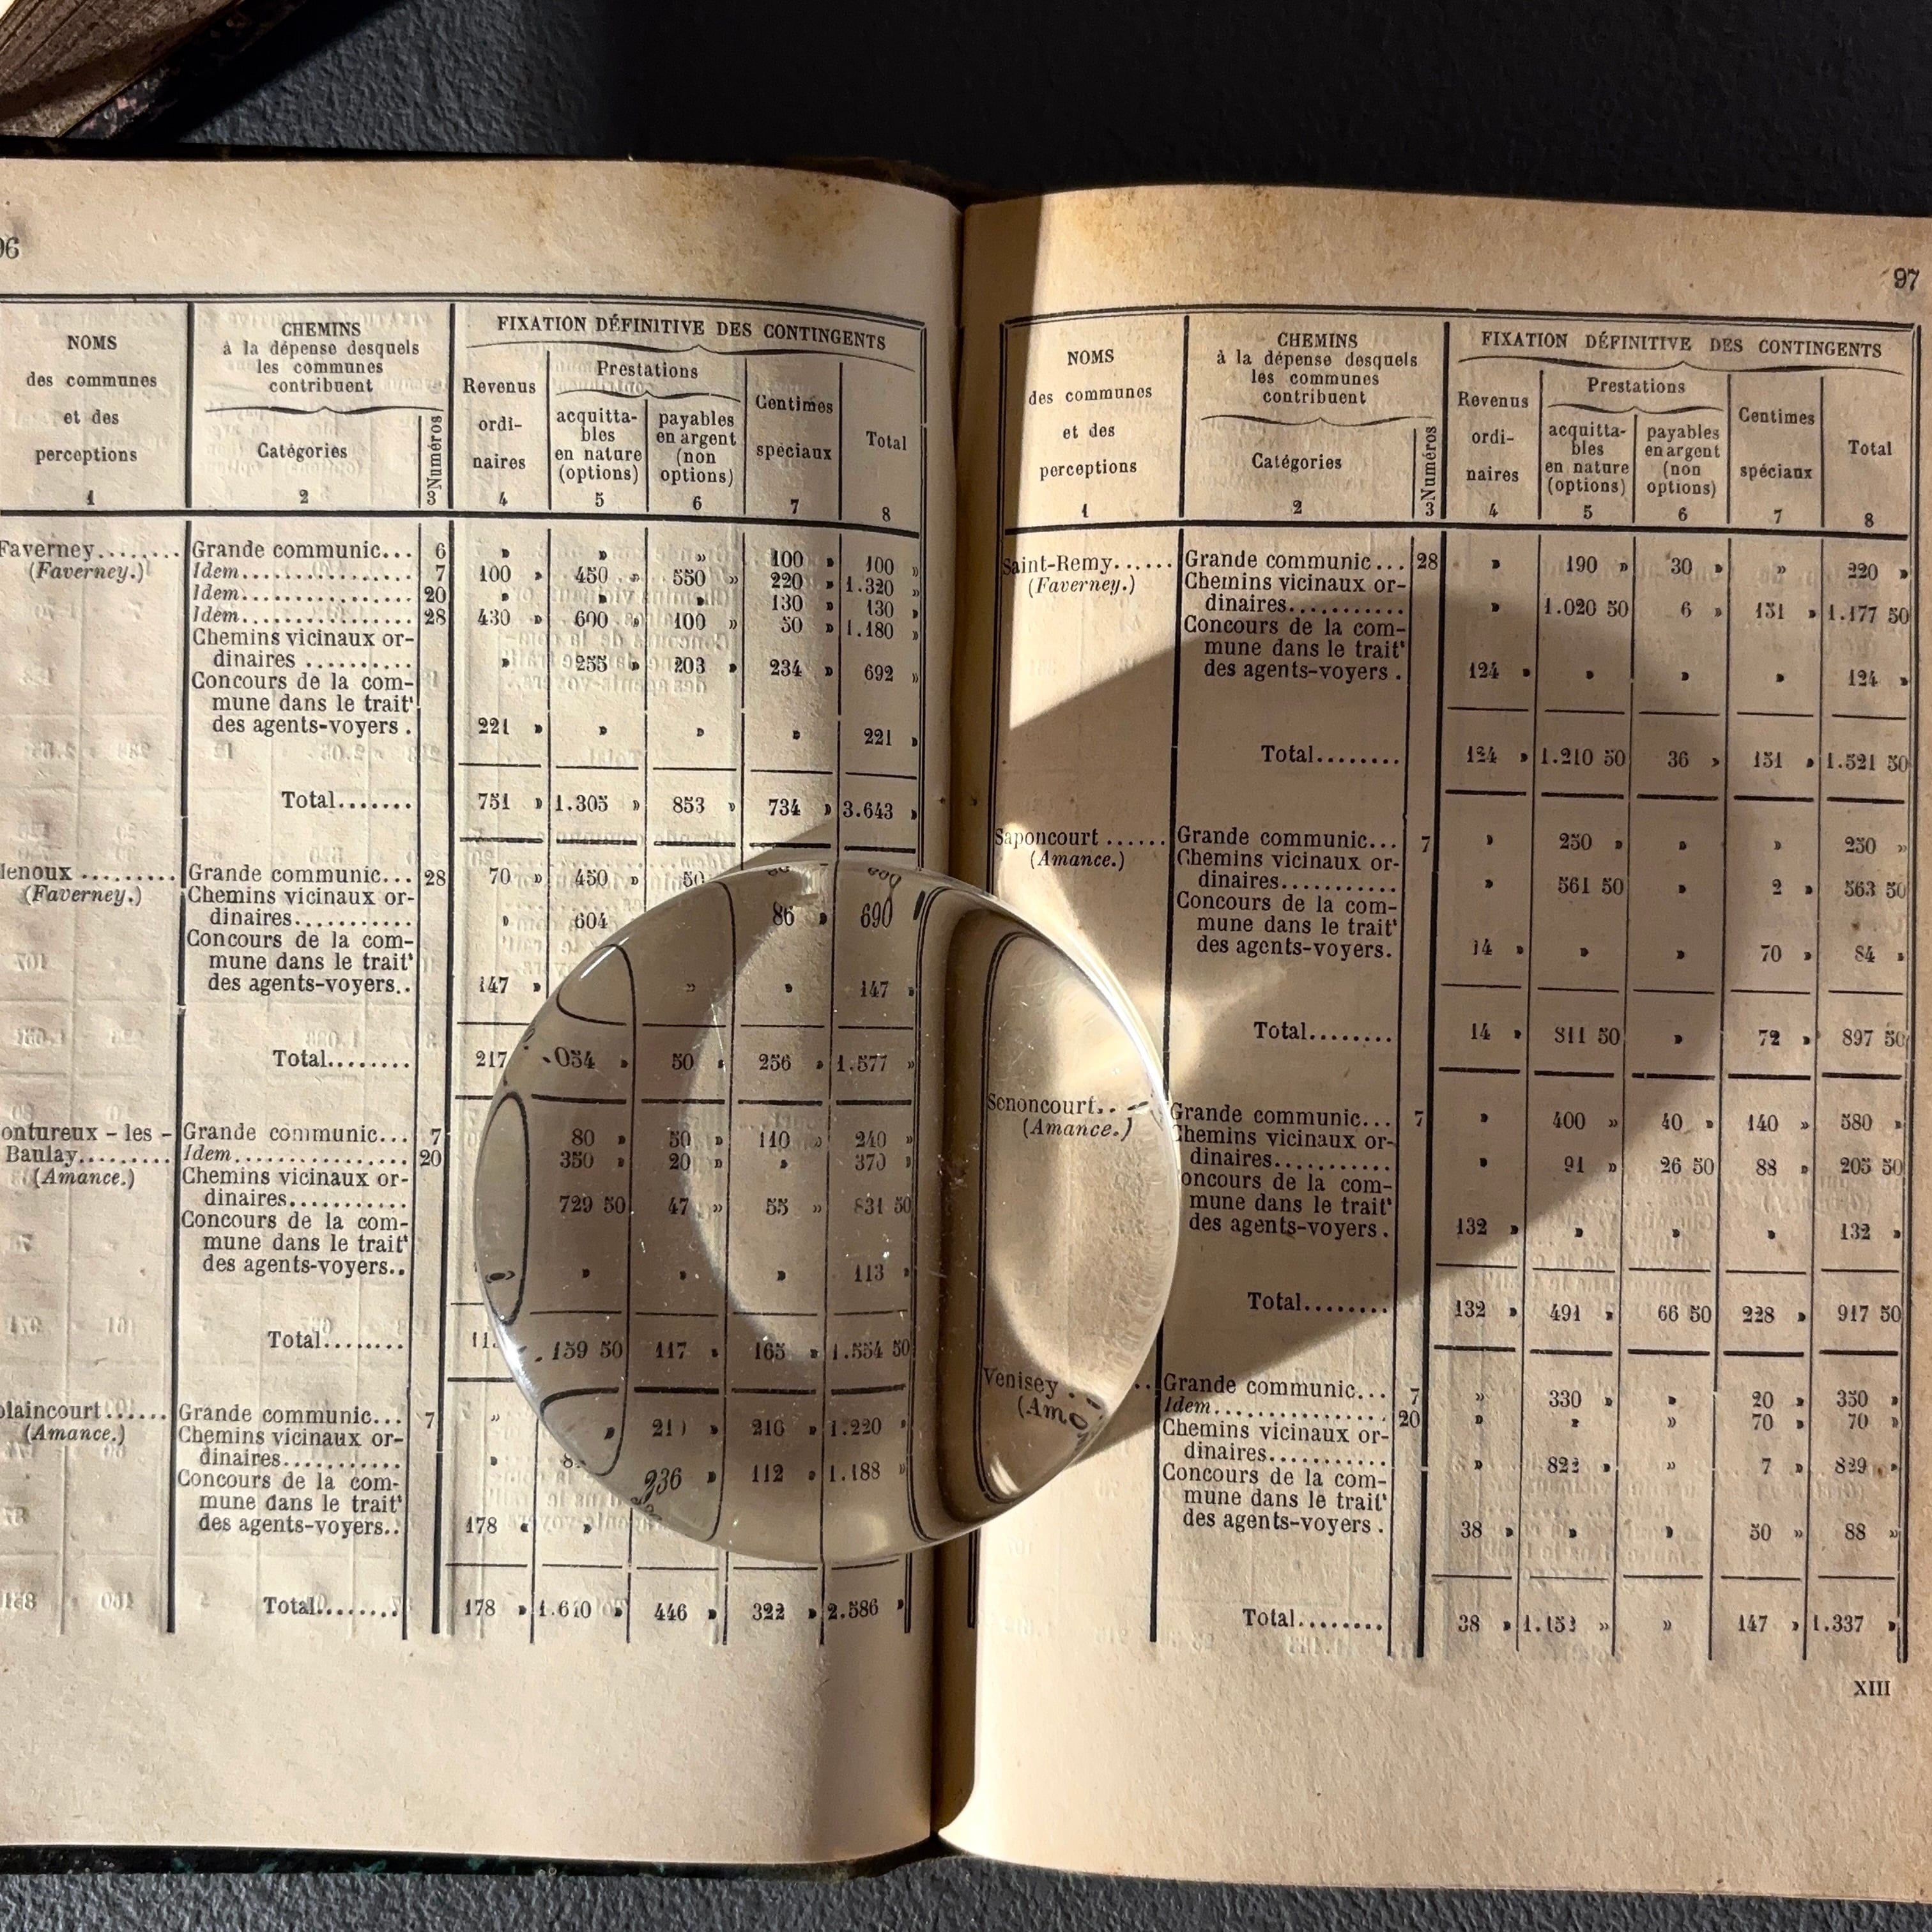 97
NOMS
des communes
et des
perceptions
1
CHEMINS
à la dépense desquels
les communes
contribuent
Catégories
2
Numéros
3
FIXATION DÉFINITIVE DES CONTINGENTS
Revenus
ordi-
naires
4
Prestations
acquitta-
bles
en nature
(options)
5
payables
en argent
(non
options)
6
Centimes
spéciaux
7
Total
8
Faverney........ Grande communic... 6 » » » 100 » 100 »
(Faverney.) Idem................ 7 100 » 450 » 550 » 220 » 1.320 »
Idem................ 20 » » » 130 » 130 »
Idem................ 28 430 » 600 » 100 » 50 » 1.180 »
Chemins vicinaux or-
dinaires .......... » 255 » 203 » 234 » 692 »
Concours de la com-
mune dans le trait^t
des agents-voyers . 221 » » » » 221 »
Total....... 751 » 1.305 » 853 » 734 » 3.643 »
Grande communic... 28 70 » 450 » 50
(Faverney.) Chemins vicinaux or-
dinaires........... » 604 86 » 690
Concours de la com-
mune dans le trait^t
des agents-voyers.. 147 » » » 147 »
Total........ 217 50 » 256 » 1.577 »
Grande communic... 7 80 » 50 » 110 » 240 »
Baulay......... Idem................ 20 350 » 20 » » 370 »
(Amance.) Chemins vicinaux or-
dinaires........... 729 50 47 » 55 » 831 50
Concours de la com-
mune dans le trait^t
des agents-voyers.. » » » 113 »
Total........ 159 50 117 » 165 » 1.554 50
Grande communic... 7 » » 216 » 1.220 »
(Amance.) Chemins vicinaux or-
dinaires........... » 236 » 112 » 1.188 »
Concours de la com-
mune dans le trait^t
des agents-voyers.. 178 »
Total........ 178 » 1.610 » 446 » 322 » 2.586 »
NOMS
des communes
et des
perceptions
1
CHEMINS
à la dépense desquels
les communes
contribuent
Catégories
2
Numéros
3
FIXATION DÉFINITIVE DES CONTINGENTS
Revenus
ordi-
naires
4
Prestations
acquitta-
bles
en nature
(options)
5
payables
en argent
(non
options)
6
Centimes
spéciaux
7
Total
8
Saint-Remy...... Grande communic... 28 » 190 » 30 » » 220 »
(Faverney.) Chemins vicinaux or-
dinaires........... » 1.020 50 6 » 151 » 1.177 50
Concours de la com-
mune dans le trait^t
des agents-voyers . 124 » » » » 124 »
Total........ 124 » 1.210 50 36 » 151 » 1.521 50
Saponcourt ...... Grande communic... 7 » 250 » » » 250 »
(Amance.) Chemins vicinaux or-
dinaires........... » 561 50 » 2 » 563 50
Concours de la com-
mune dans le trait^t
des agents-voyers. 14 » » » 70 » 84 »
Total........ 14 » 811 50 » 72 » 897 50
Senoncourt.. Grande communic... 7 » 400 » 40 » 140 » 580 »
(Amance.) Chemins vicinaux or-
dinaires........... » 91 » 26 50 88 » 205 50
Concours de la com-
mune dans le trait^t
des agents-voyers . 132 » » » » 132 »
Total........ 132 » 491 » 66 50 228 » 917 50
Venisey Grande communic... 7 » 330 » » 20 » 350 »
Idem................ 20 » » » 70 » 70 »
Chemins vicinaux or-
dinaires........... » 822 » » 7 » 829 »
Concours de la com-
mune dans le trait^t
des agents-voyers . 38 » » » 50 » 88 »
Total........ 38 » 1.152 » » 147 » 1.337 »
XIII